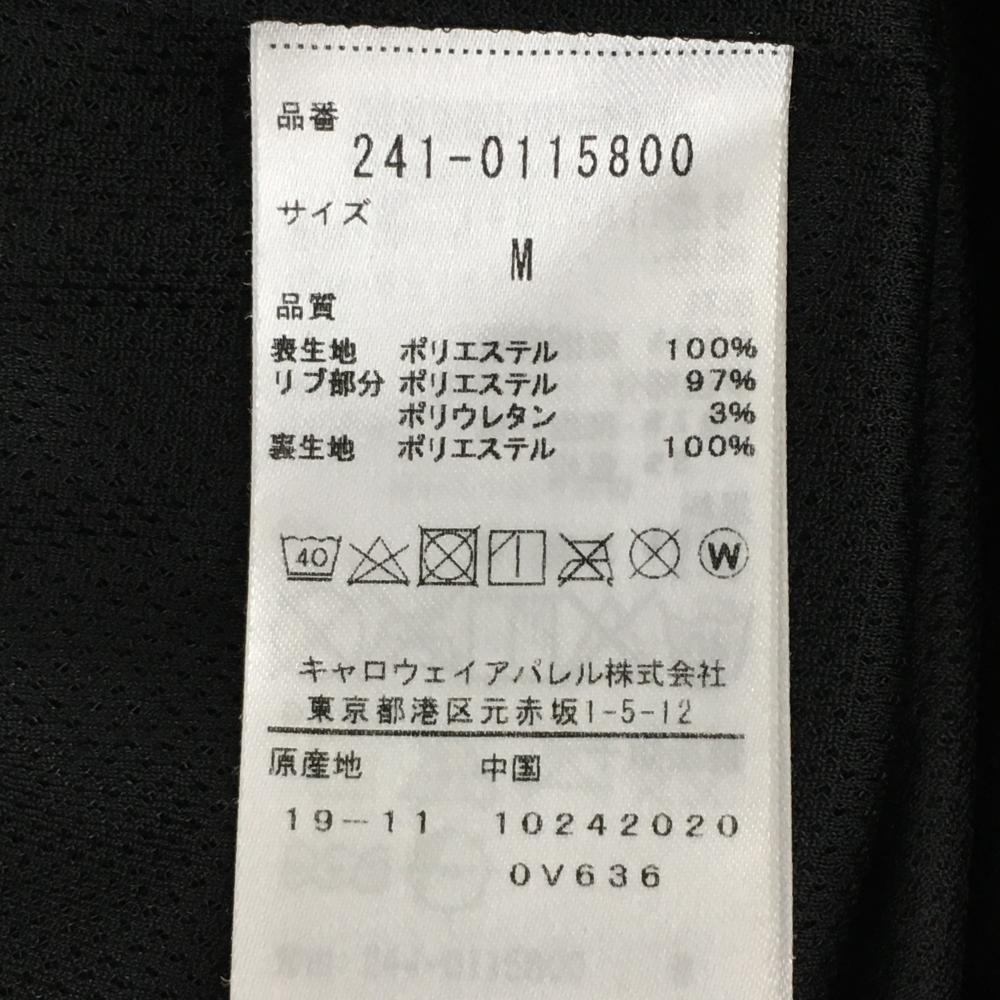 品番
241-0115800
サイズ
M
品質
表生地 ポリエステル 100%
リブ部分 ポリエステル 97%
ポリウレタン 3%
裏生地 ポリエステル 100%
40 W
キャロウェイアパレル株式会社
東京都港区元赤坂1-5-12
原産地 中国
19-11 10242020
0V636